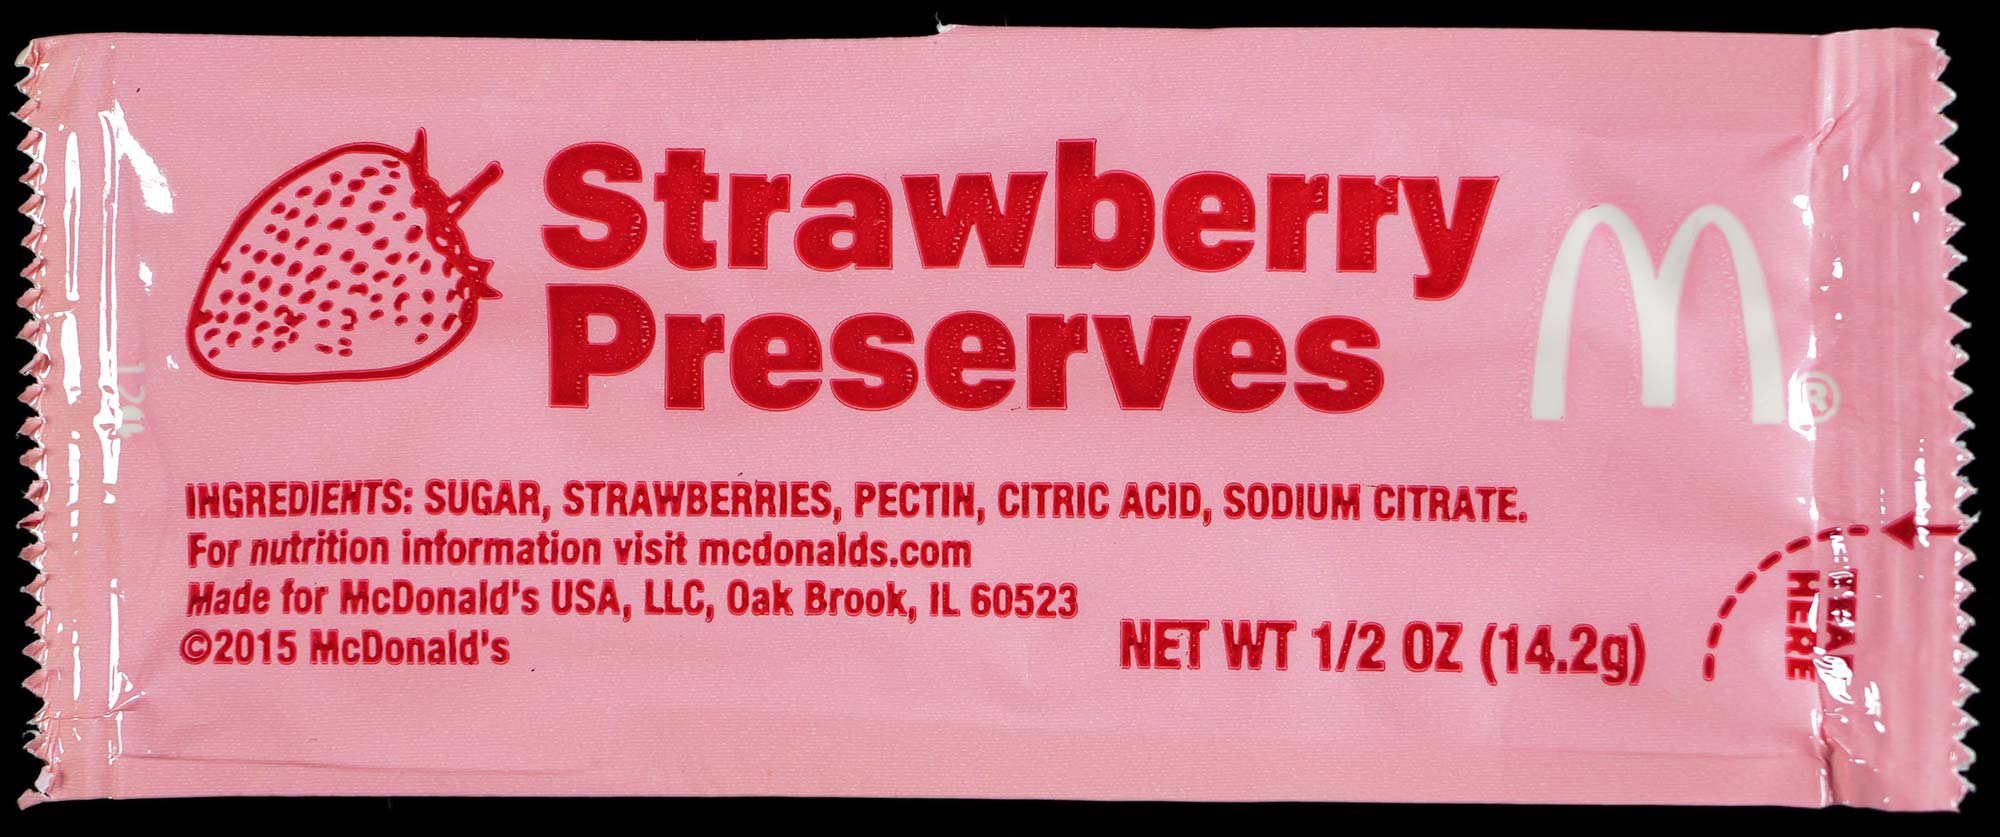 Strawberry
Preserves
M®
INGREDIENTS: SUGAR, STRAWBERRIES, PECTIN, CITRIC ACID, SODIUM CITRATE.
For nutrition information visit mcdonalds.com
Made for McDonald's USA, LLC, Oak Brook, IL 60523
©2015 McDonald's
NET WT 1/2 OZ (14.2g)
HERE